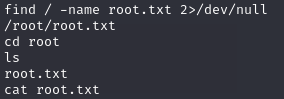 find / -name root.txt 2>/dev/null
/root/root.txt
cd root
ls
root.txt
cat root.txt